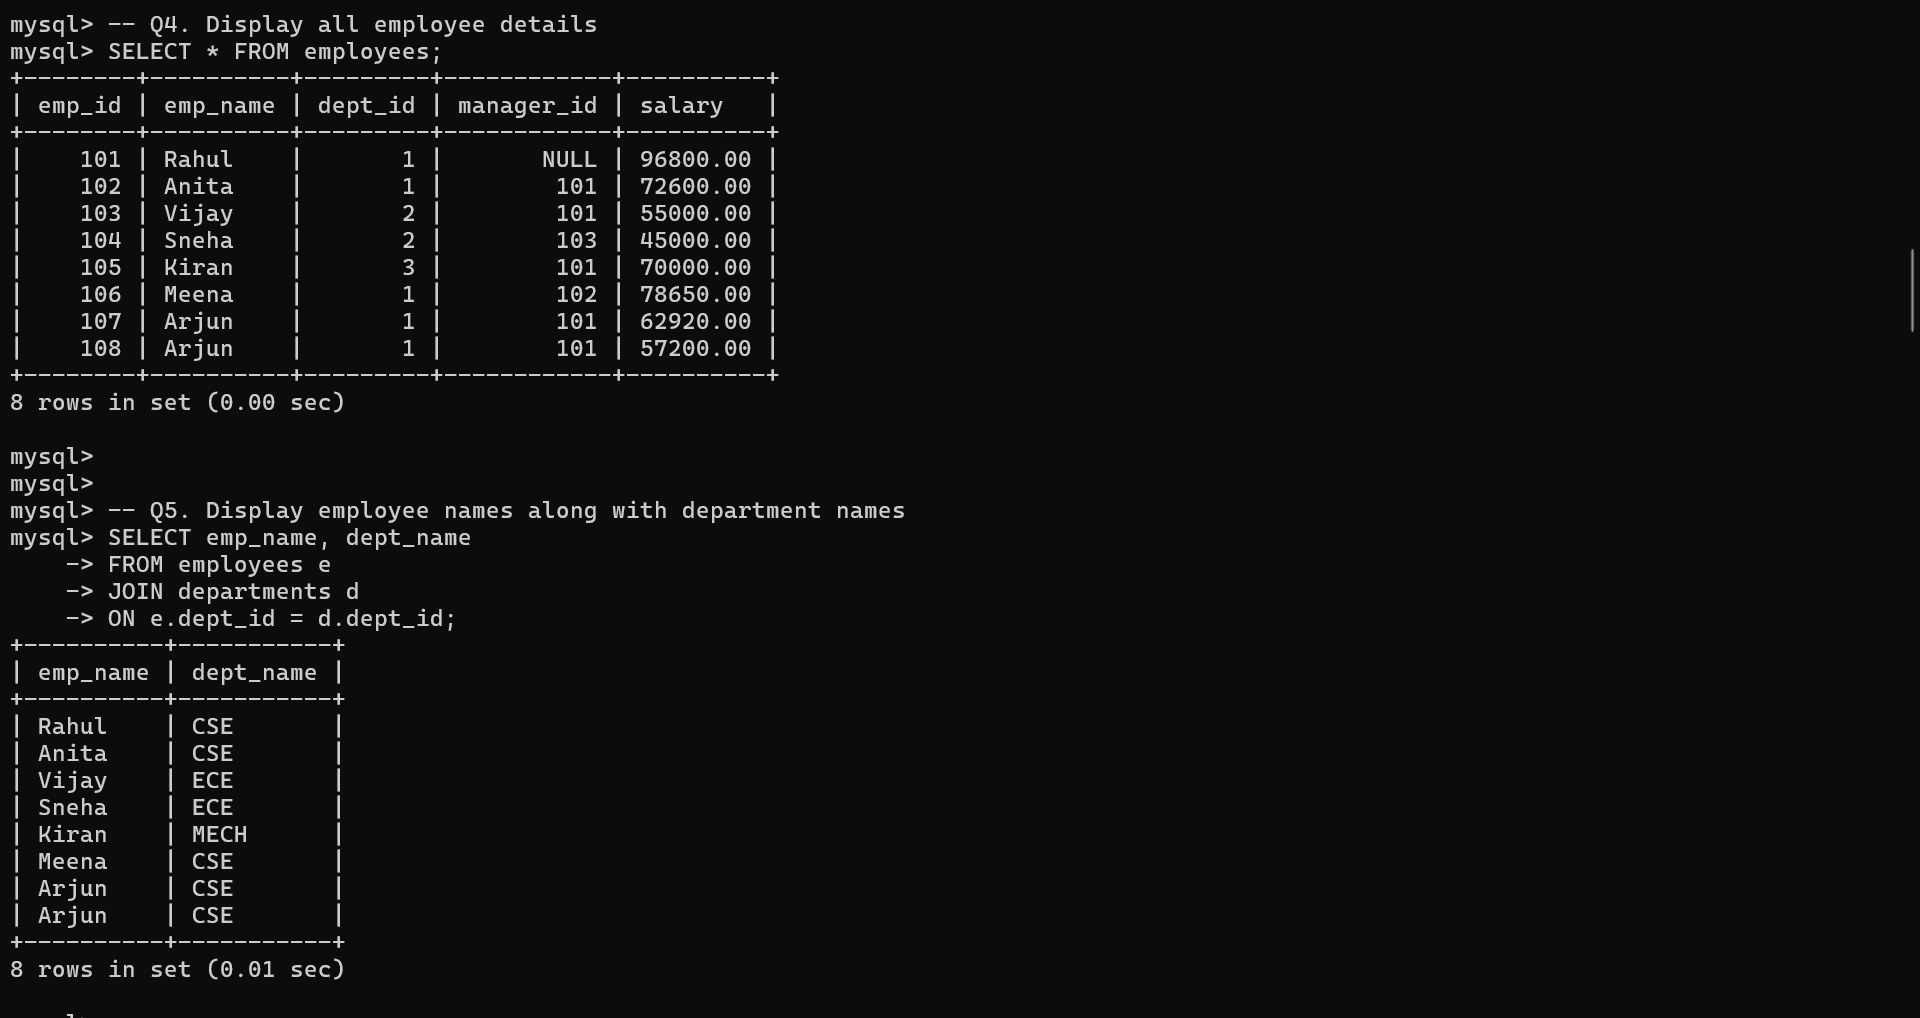 mysql> -- Q4. Display all employee details
mysql> SELECT * FROM employees;
+--------+----------+---------+------------+----------+
| emp_id | emp_name | dept_id | manager_id | salary   |
+--------+----------+---------+------------+----------+
|    101 | Rahul    |       1 |       NULL | 96800.00 |
|    102 | Anita    |       1 |        101 | 72600.00 |
|    103 | Vijay    |       2 |        101 | 55000.00 |
|    104 | Sneha    |       2 |        103 | 45000.00 |
|    105 | Kiran    |       3 |        101 | 70000.00 |
|    106 | Meena    |       1 |        102 | 78650.00 |
|    107 | Arjun    |       1 |        101 | 62920.00 |
|    108 | Arjun    |       1 |        101 | 57200.00 |
+--------+----------+---------+------------+----------+
8 rows in set (0.00 sec)

mysql>
mysql>
mysql> -- Q5. Display employee names along with department names
mysql> SELECT emp_name, dept_name
    -> FROM employees e
    -> JOIN departments d
    -> ON e.dept_id = d.dept_id;
+----------+-----------+
| emp_name | dept_name |
+----------+-----------+
| Rahul    | CSE       |
| Anita    | CSE       |
| Vijay    | ECE       |
| Sneha    | ECE       |
| Kiran    | MECH      |
| Meena    | CSE       |
| Arjun    | CSE       |
| Arjun    | CSE       |
+----------+-----------+
8 rows in set (0.01 sec)